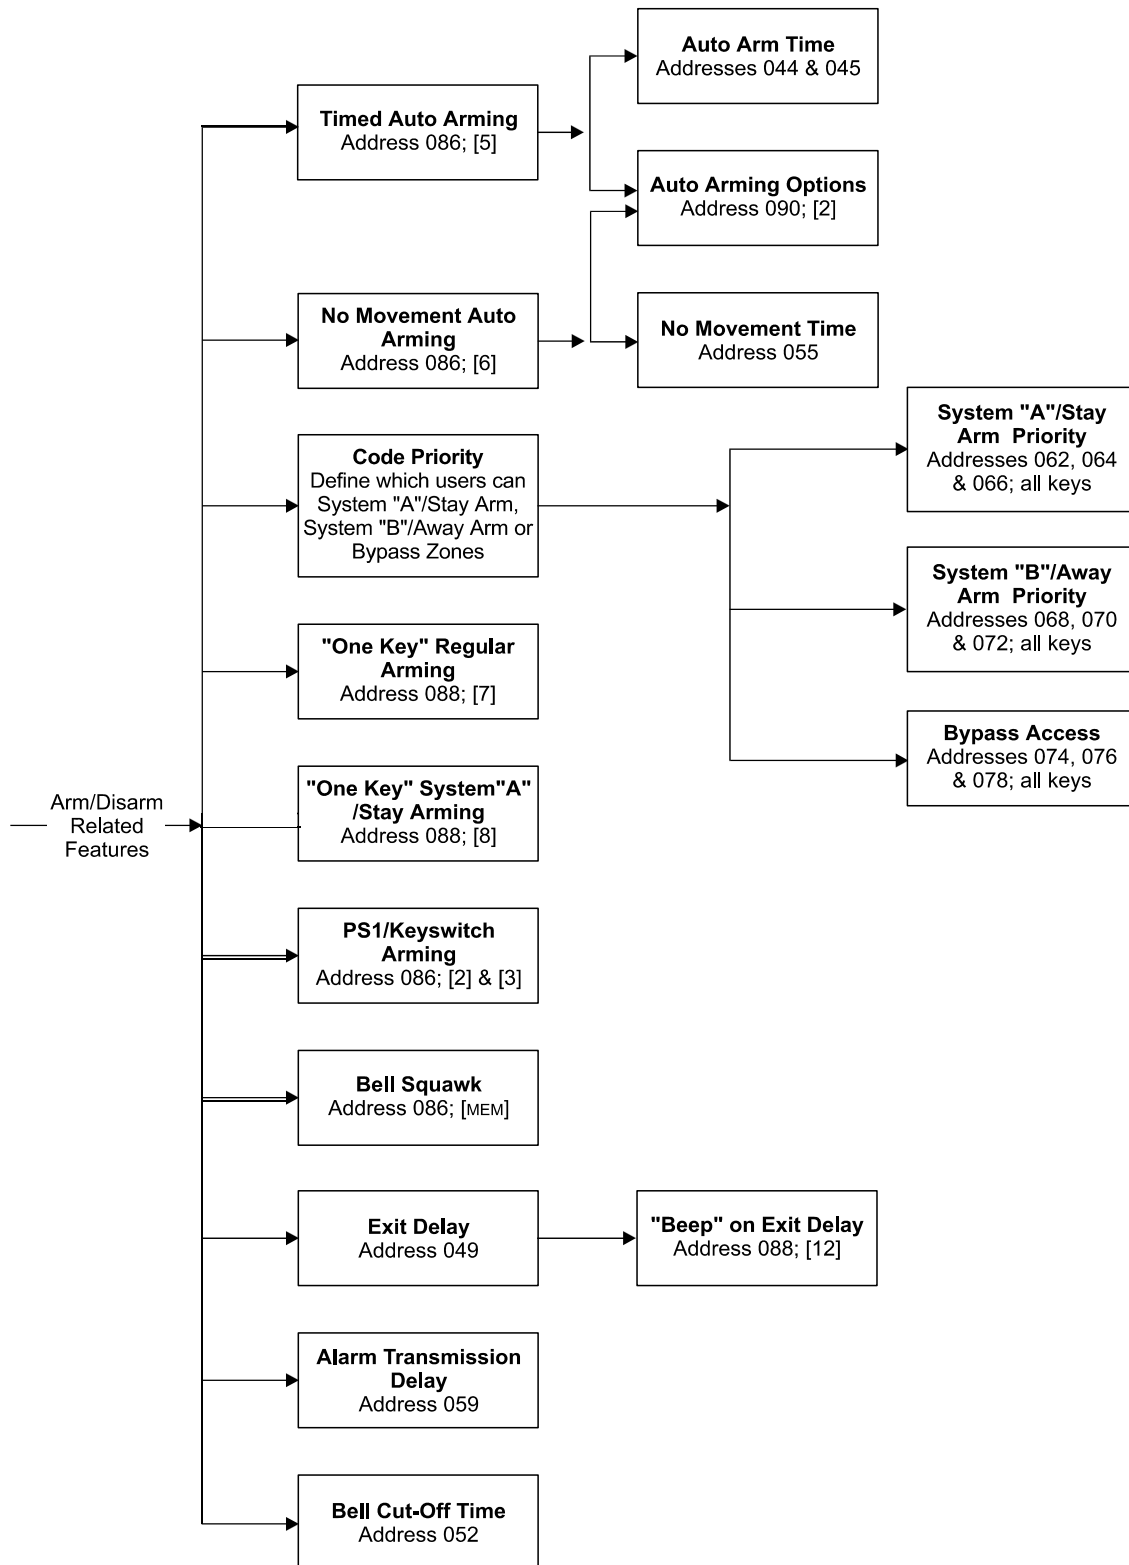 Auto Arm Time
Addresses 044 & 045
Timed Auto Arming
Address 086; [5]
Auto Arming Options
Address 090; [2]
No Movement Auto
Arming
Address 086; [6]
No Movement Time
Address 055
Code Priority
Define which users can
System "A"/Stay Arm,
System "B"/Away Arm or
Bypass Zones
System "A"/Stay
Arm Priority
Addresses 062, 064
& 066; all keys
System "B"/Away
Arm Priority
Addresses 068, 070
& 072; all keys
Bypass Access
Addresses 074, 076
& 078; all keys
"One Key" Regular
Arming
Address 088; [7]
"One Key" System"A"
/Stay Arming
Address 088; [8]
Arm/Disarm
Related
Features
PS1/Keyswitch
Arming
Address 086; [2] & [3]
Bell Squawk
Address 086; [MEM]
Exit Delay
Address 049
"Beep" on Exit Delay
Address 088; [12]
Alarm Transmission
Delay
Address 059
Bell Cut-Off Time
Address 052